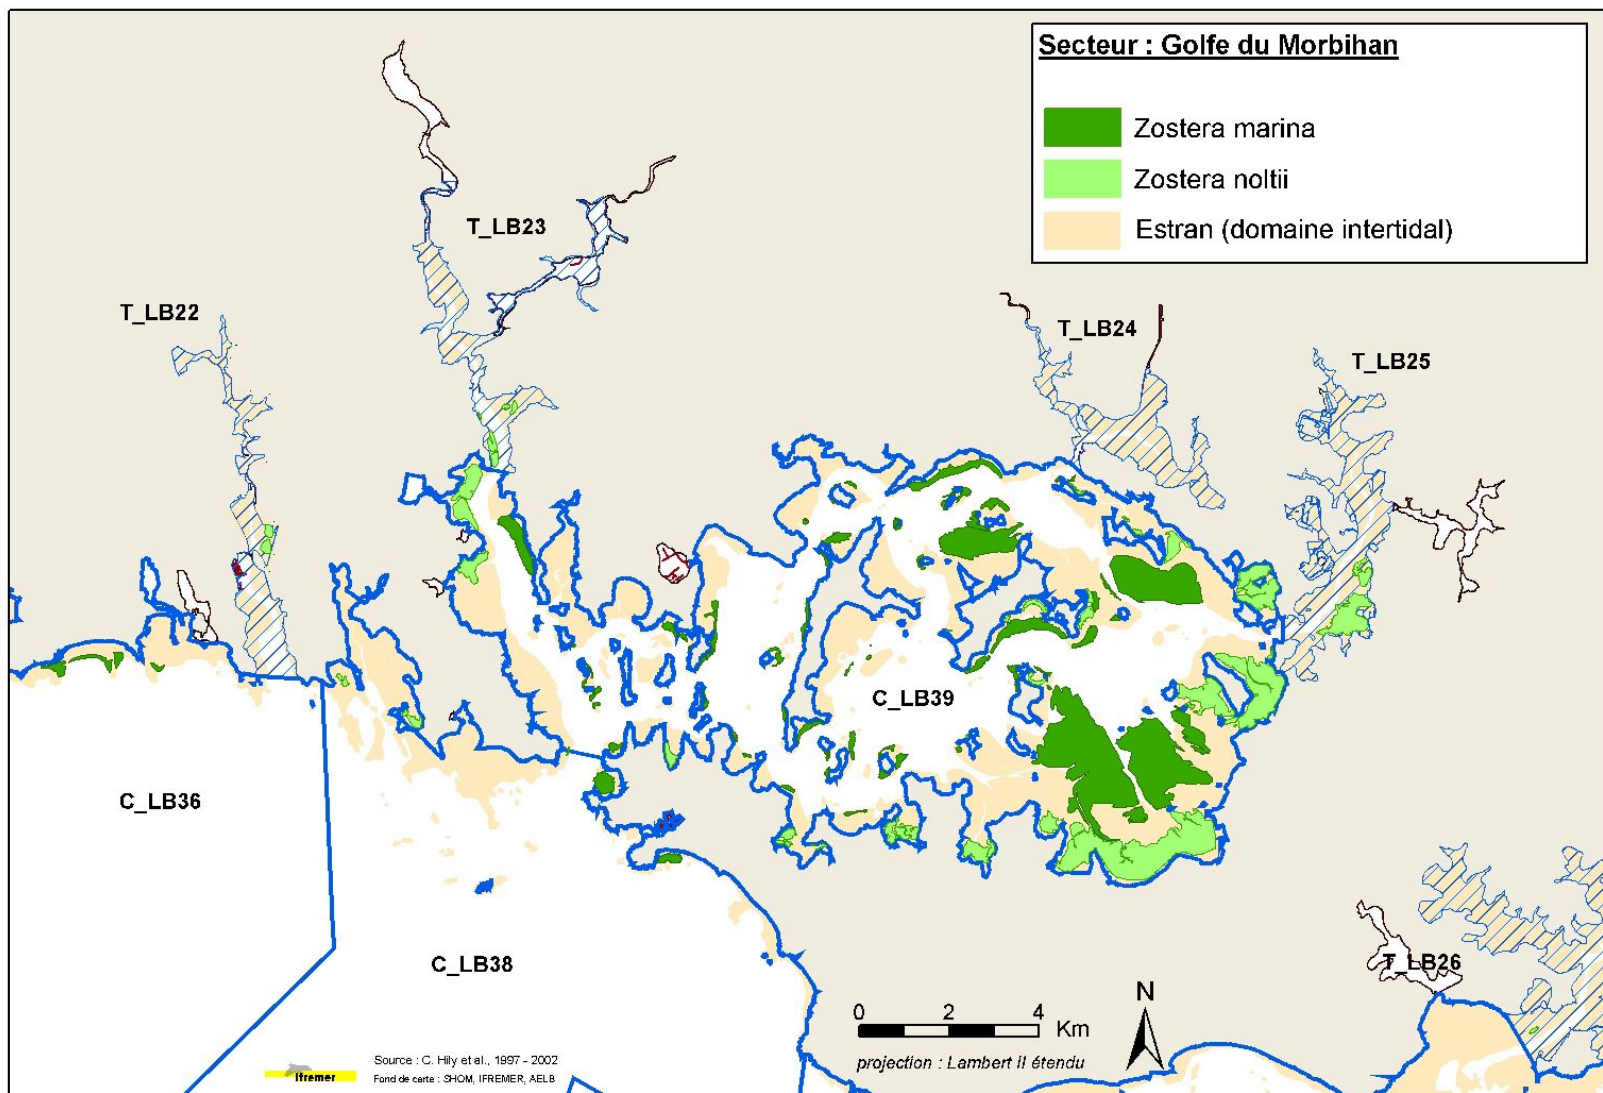 Secteur : Golfe du Morbihan
Zostera marina
Zostera noltii
Estran (domaine intertidal)
T_LB23
T_LB22
T_LB24
T_LB25
C_LB39
C_LB36
C_LB38
T_LB26
N
0 2 4 Km
projection : Lambert II étendu
Source : C. Hily et al., 1997 - 2002
Fond de carte : SHOM, IFREMER, AELB
Ifremer